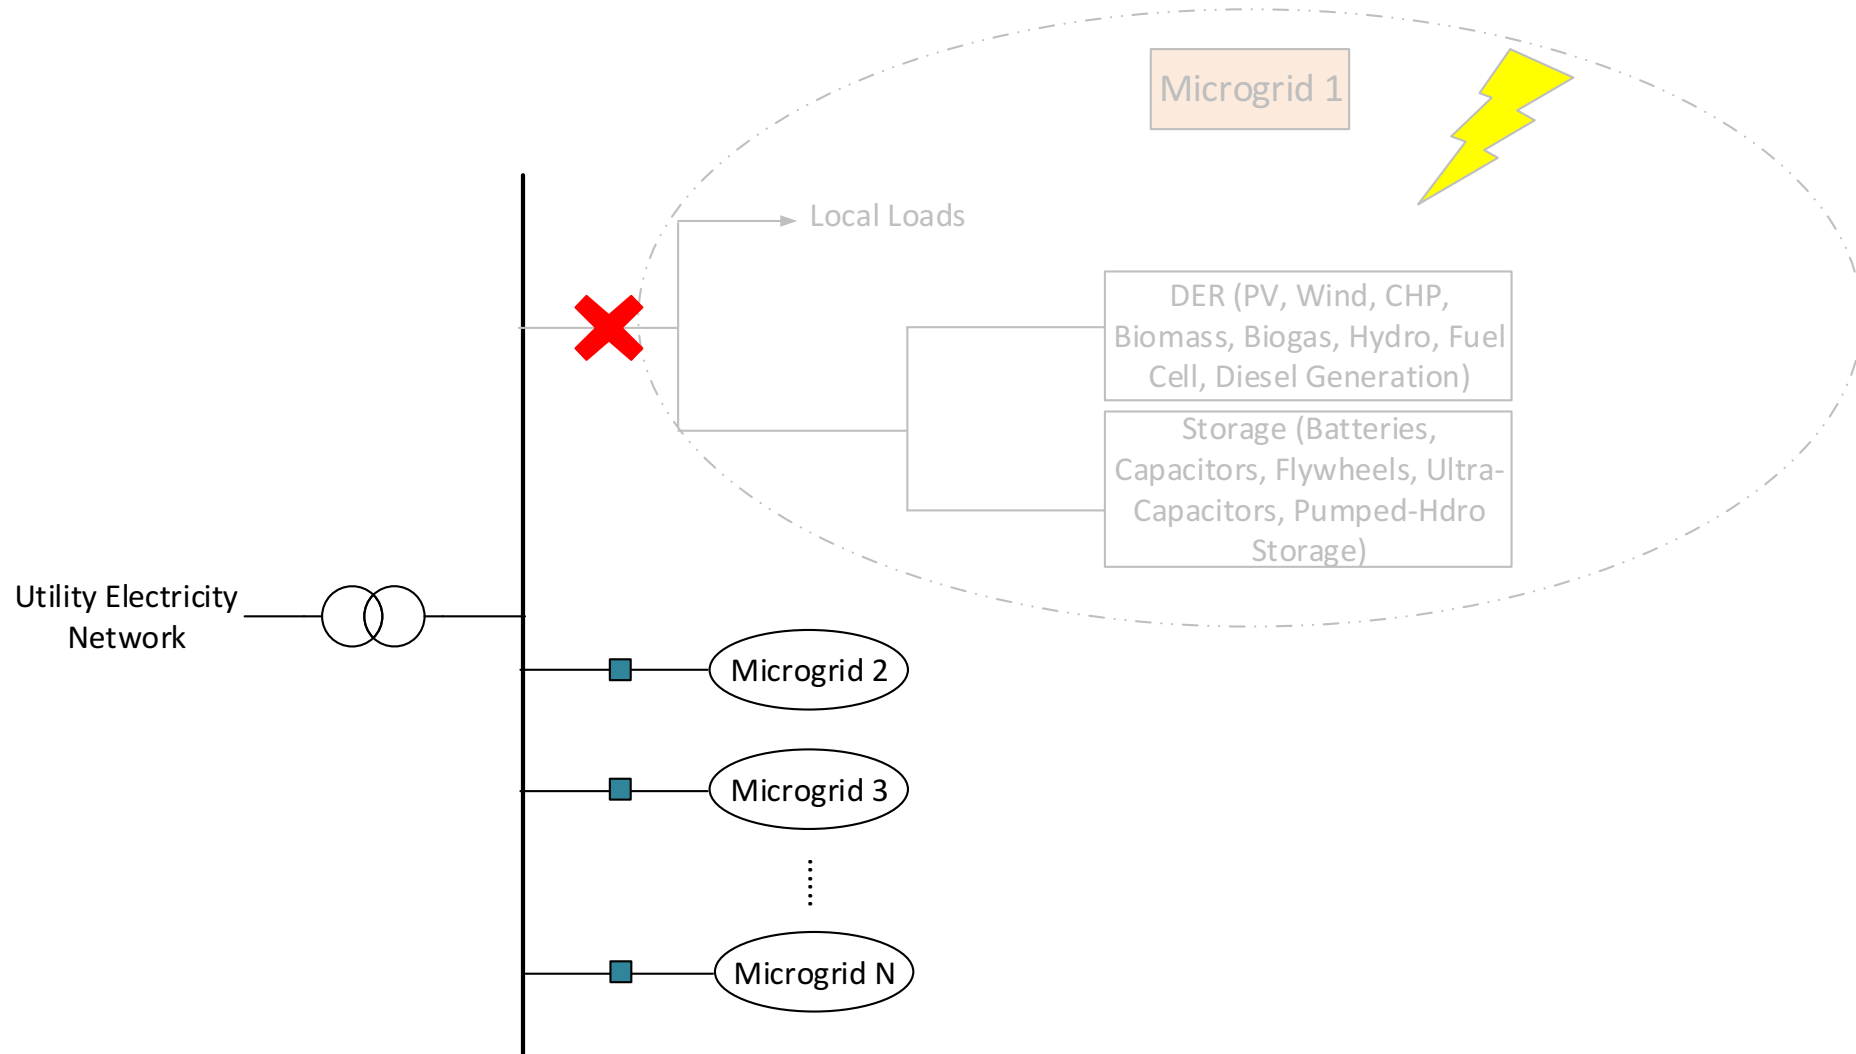 Microgrid 1
Local Loads
DER (PV, Wind, CHP,
Biomass, Biogas, Hydro, Fuel
Cell, Diesel Generation)
Storage (Batteries,
Capacitors, Flywheels, Ultra-
Capacitors, Pumped-Hdro
Storage)
Utility Electricity
Network
Microgrid 2
Microgrid 3
Microgrid N